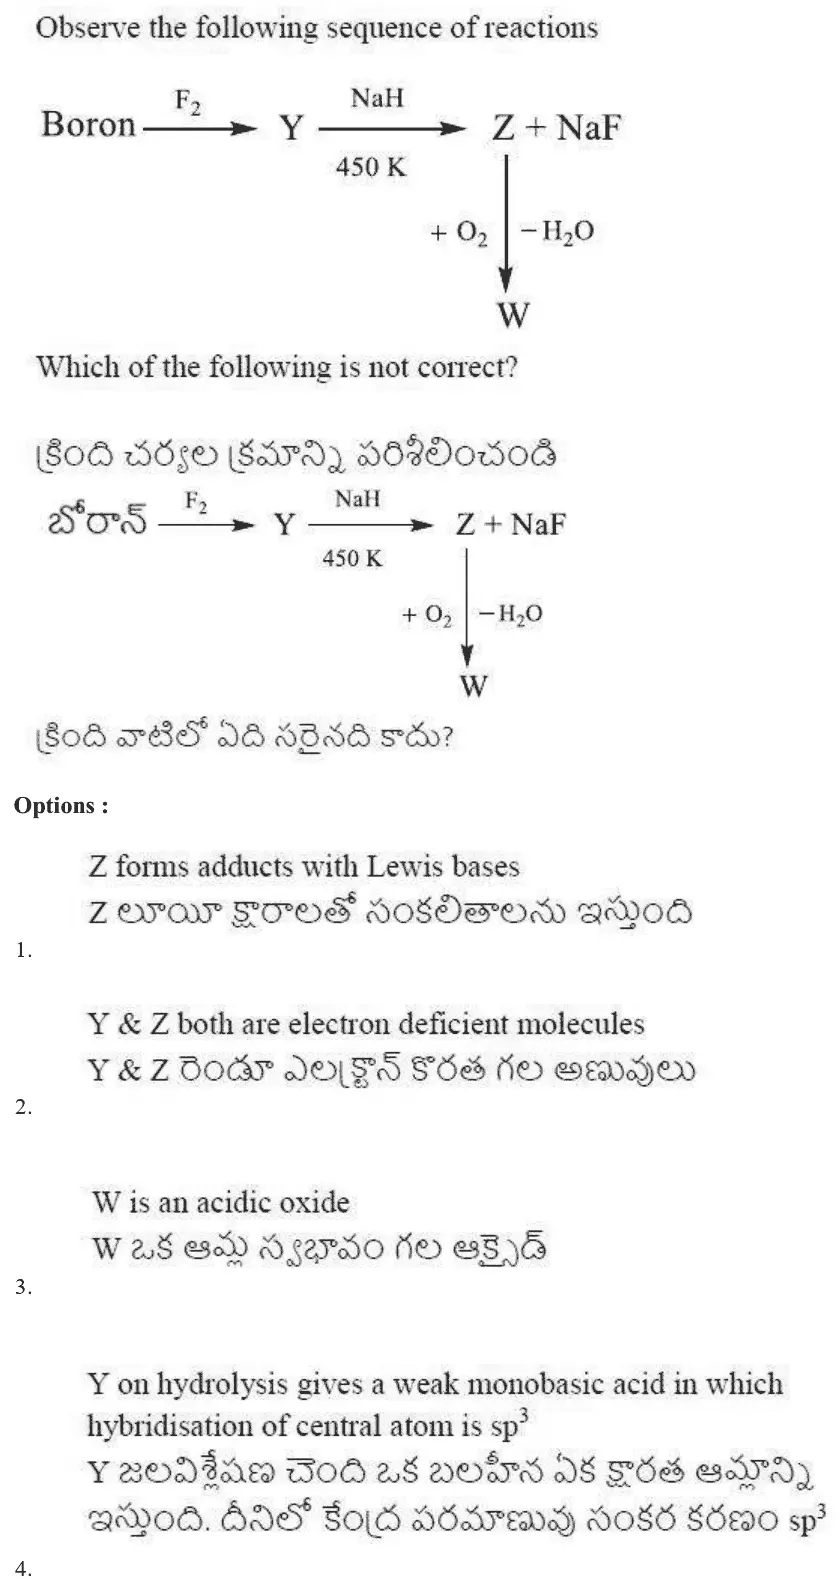 Observe the following sequence of reactions
F₂ NaH
Boron → Y → Z + NaF
450 K
+ O₂ −H₂O
W
Which of the following is not correct?
క్రింది చర్యల క్రమాన్ని పరిశీలించండి
F₂ NaH
బోరాన్ → Y → Z + NaF
450 K
+ O₂ −H₂O
W
క్రింది వాటిలో ఏది సరైనది కాదు?
Options :
Z forms adducts with Lewis bases
Z లూయీ క్షారాలతో సంకలితాలను ఇస్తుంది
1.
Y & Z both are electron deficient molecules
Y & Z రెండూ ఎలక్ట్రాన్ కొరత గల అణువులు
2.
W is an acidic oxide
W ఒక ఆమ్ల స్వభావం గల ఆక్సైడ్
3.
Y on hydrolysis gives a weak monobasic acid in which
hybridisation of central atom is sp³
Y జలవిశ్లేషణ చెంది ఒక బలహీన ఏక క్షారత ఆమ్లాన్ని
ఇస్తుంది. దీనిలో కేంద్ర పరమాణువు సంకర కరణం sp³
4.